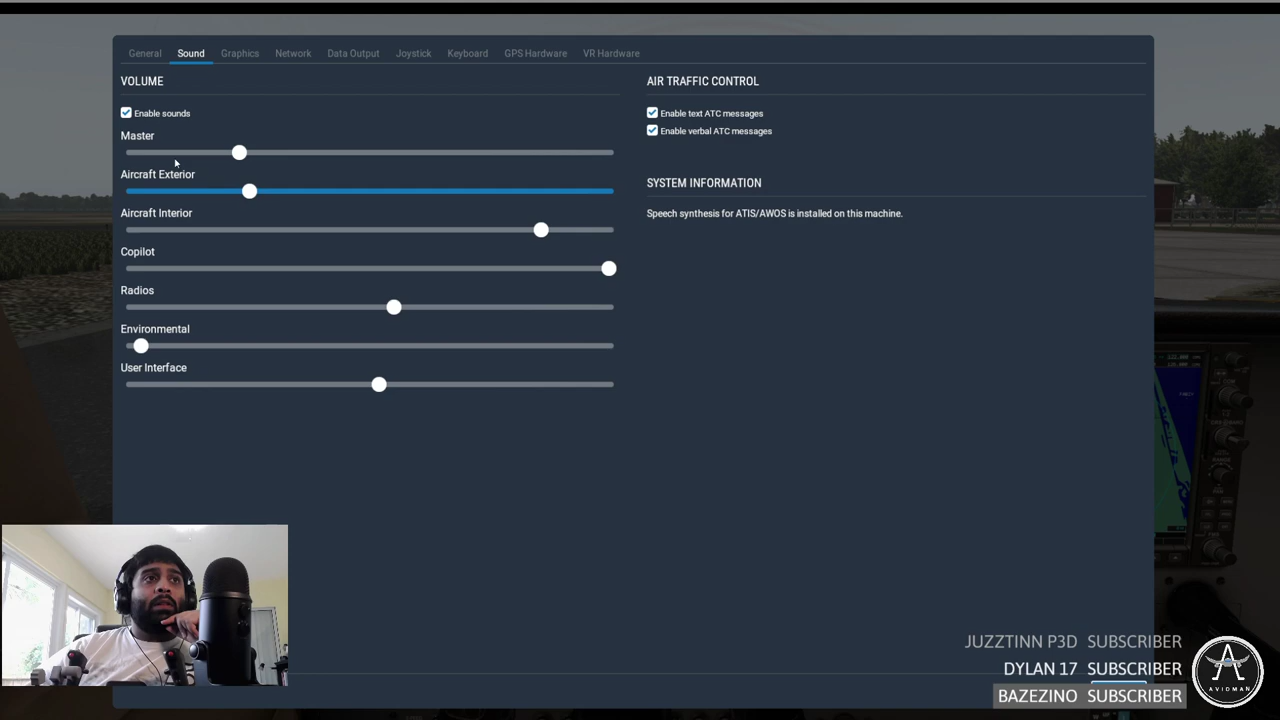 General Sound Graphics Network Data Output Joystick Keyboard GPS Hardware VR Hardware
VOLUME
Enable sounds
Master
Aircraft Exterior
Aircraft Interior
Copilot
Radios
Environmental
User Interface
AIR TRAFFIC CONTROL
Enable text ATC messages
Enable verbal ATC messages
SYSTEM INFORMATION
Speech synthesis for ATIS/AWOS is installed on this machine.
JUZZTINN P3D SUBSCRIBER
DYLAN 17 SUBSCRIBER
BAZEZINO SUBSCRIBER
AVIDMAN